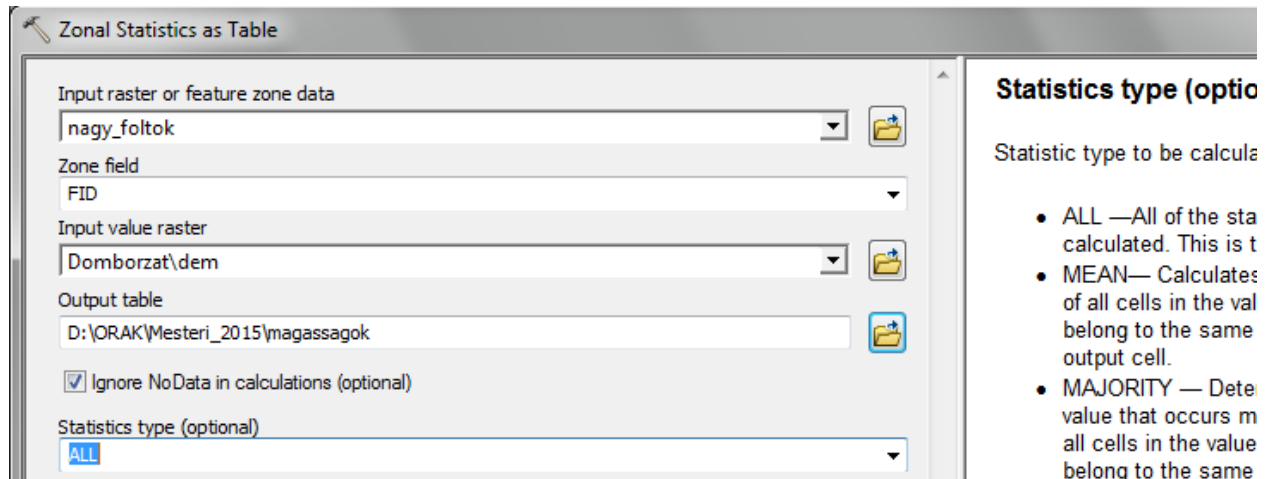 Zonal Statistics as Table
Input raster or feature zone data
nagy_foltok
Zone field
FID
Input value raster
Domborzat\dem
Output table
D:\ORAK\Mesteri_2015\magassagok
Ignore NoData in calculations (optional)
Statistics type (optional)
ALL
Statistics type (optio
Statistic type to be calcula
• ALL —All of the sta
calculated. This is t
• MEAN— Calculates
of all cells in the val
belong to the same
output cell.
• MAJORITY — Deter
value that occurs m
all cells in the value
belong to the same